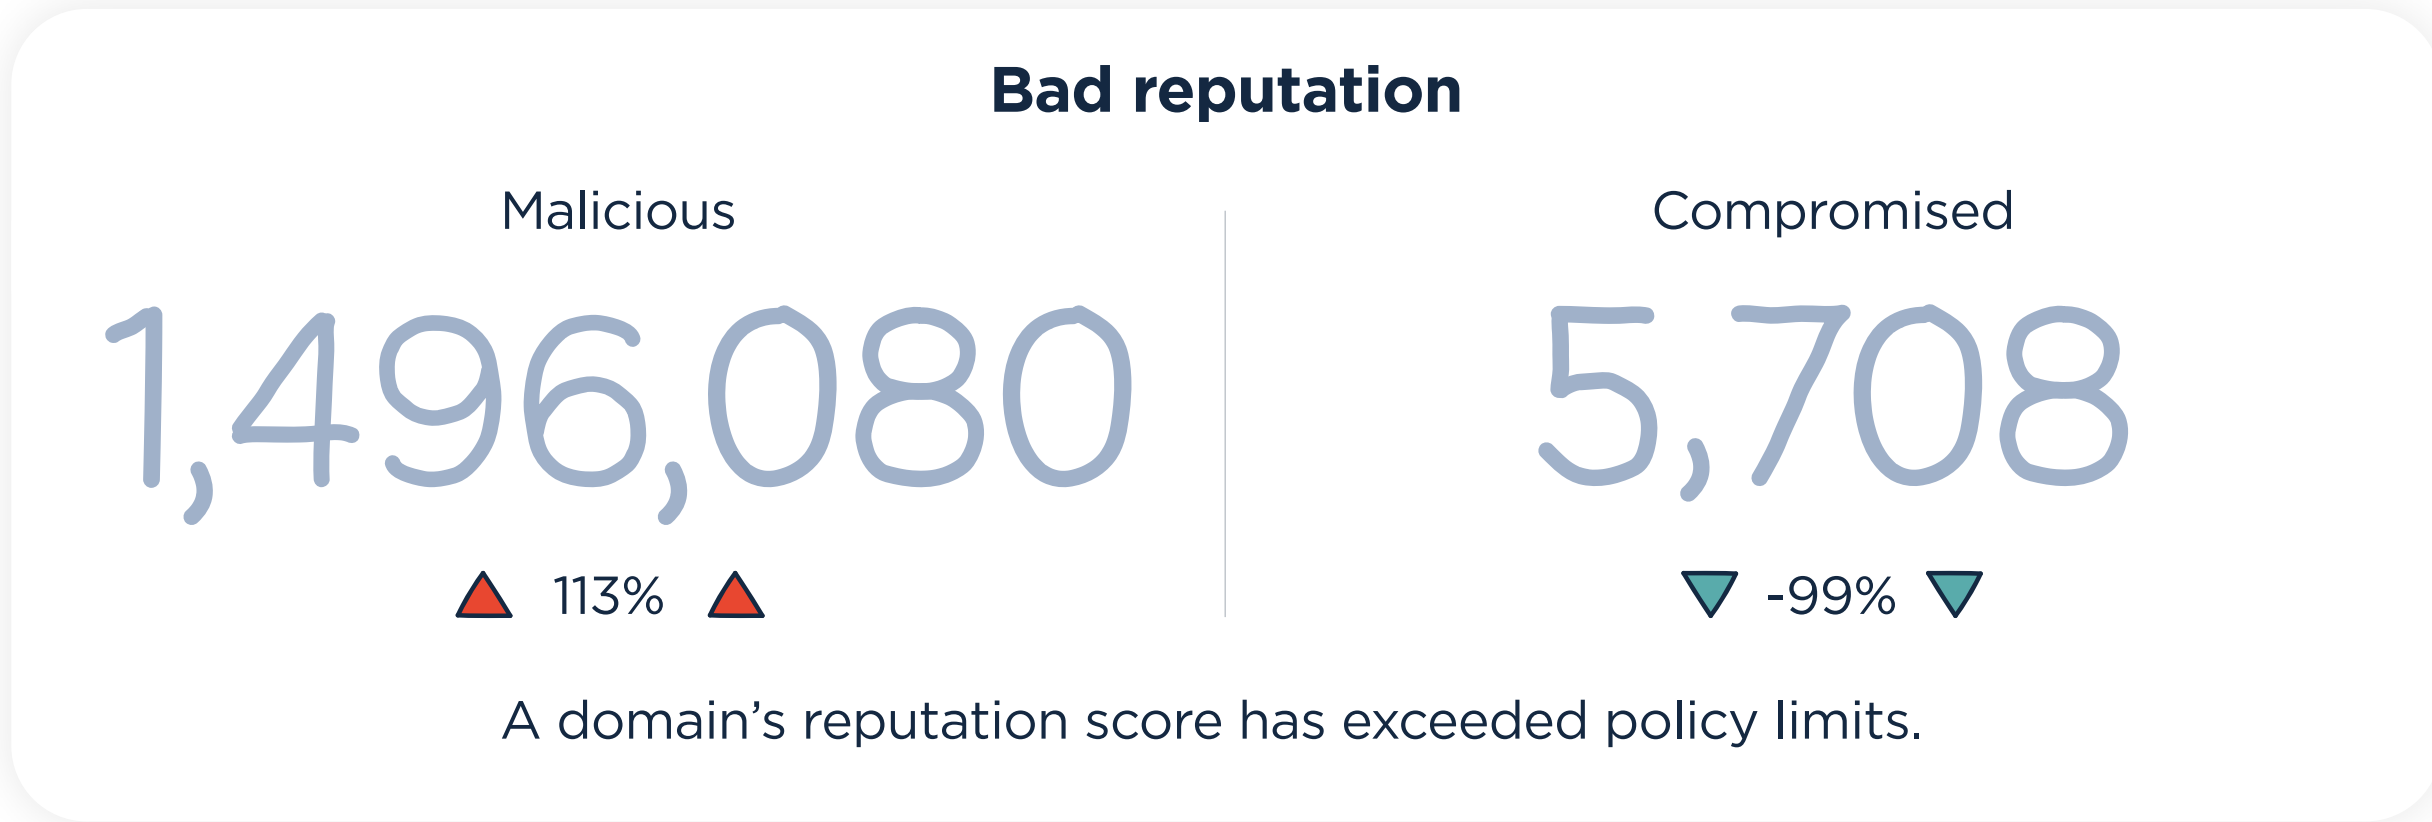 Bad reputation
Malicious
Compromised
1,496,080
5,708
113%
-99%
A domain’s reputation score has exceeded policy limits.